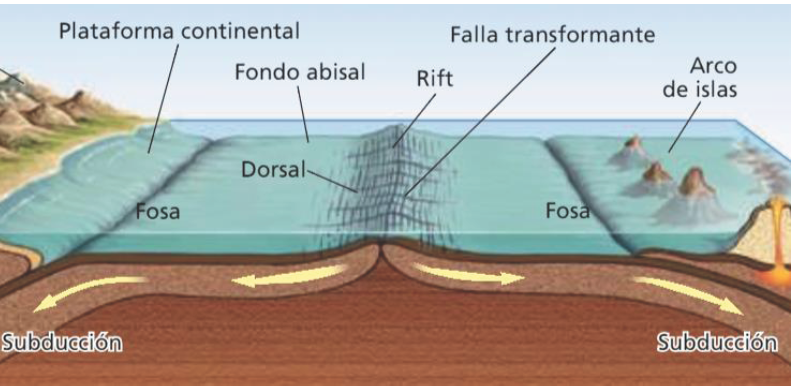 Plataforma continental
Falla transformante
Fondo abisal
Rift
Arco
de islas
Dorsal
Fosa
Fosa
Subducción
Subducción